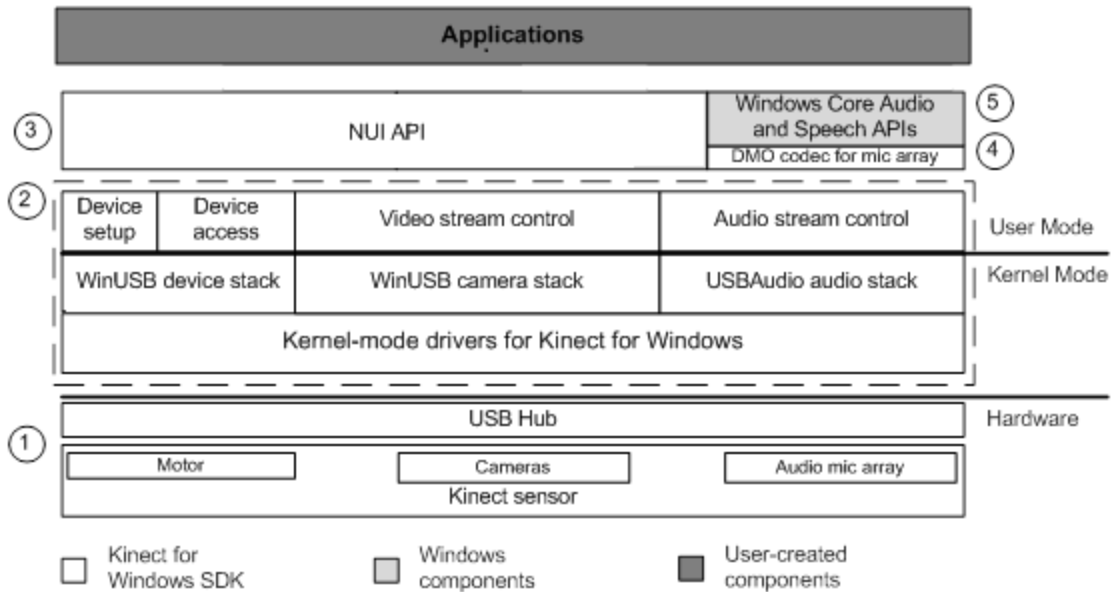 Applications
3
NUI API
Windows Core Audio
and Speech APIs
5
DMO codec for mic array
4
2
Device
setup
Device
access
Video stream control
Audio stream control
User Mode
WinUSB device stack
WinUSB camera stack
USBAudio audio stack
Kernel Mode
Kernel-mode drivers for Kinect for Windows
USB Hub
Hardware
1
Motor
Cameras
Audio mic array
Kinect sensor
Kinect for
Windows SDK
Windows
components
User-created
components